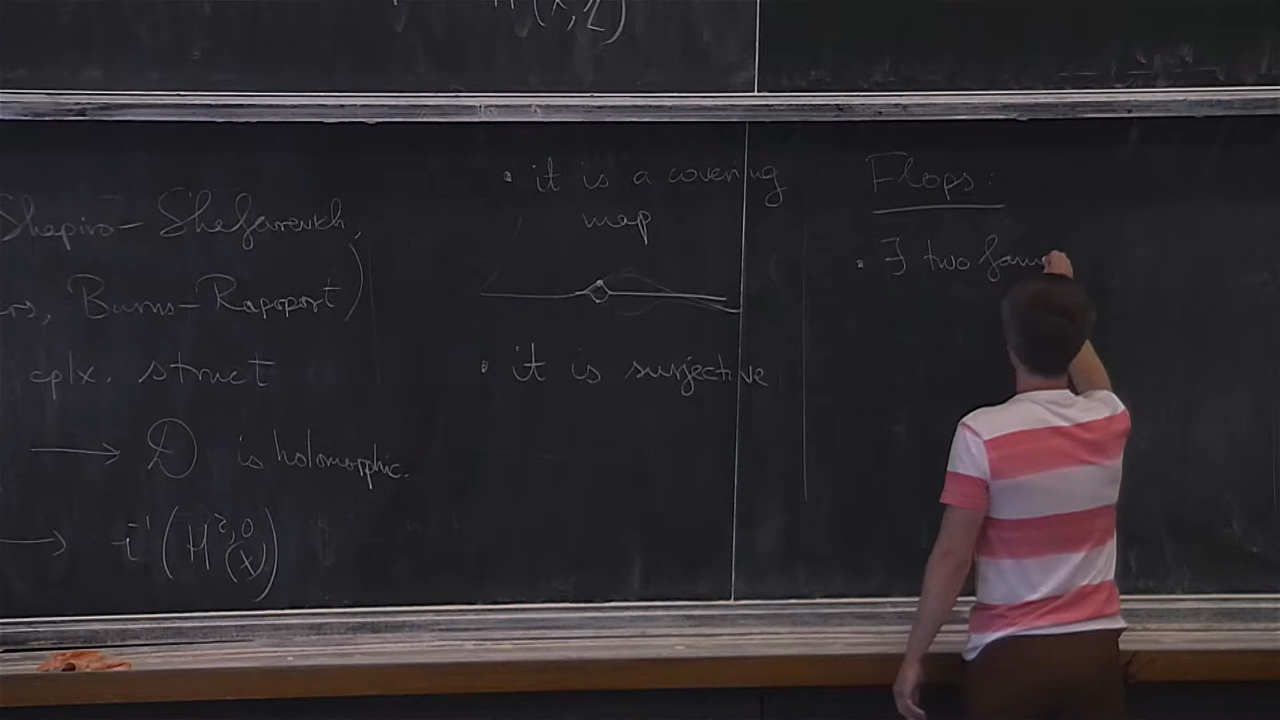 (X, Z)
Shapiro – Shafarevich,
rs, Burns – Rapoport)
cplx. struct
→ D is holomorphic.
→ i⁻¹(H²,⁰(X))
• it is a covering
map
• it is surjective
Flops:
• ∃ two fam